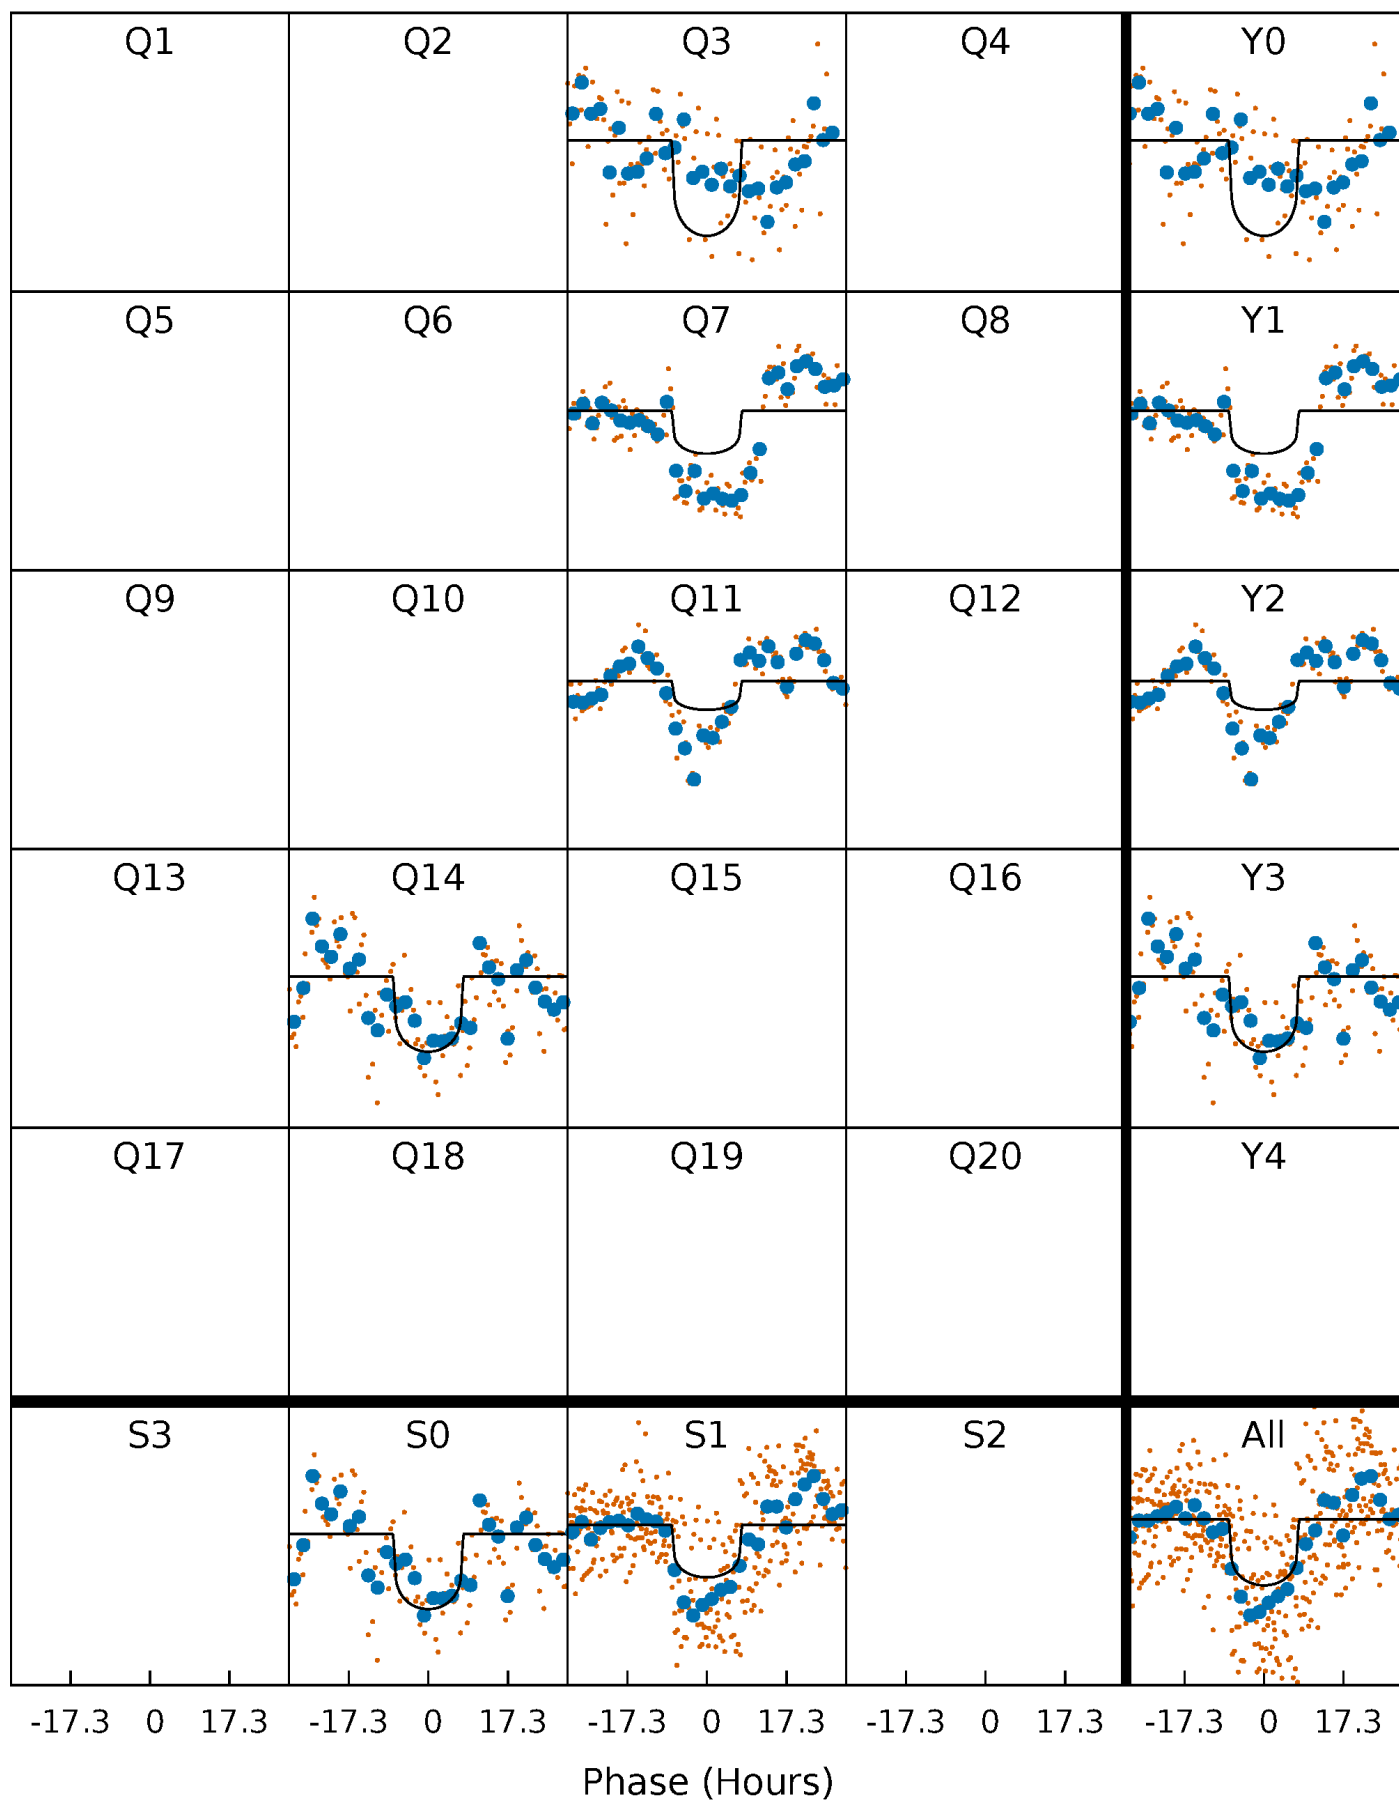 Q1 Q2 Q3 Q4 Y0
Q5 Q6 Q7 Q8 Y1
Q9 Q10 Q11 Q12 Y2
Q13 Q14 Q15 Q16 Y3
Q17 Q18 Q19 Q20 Y4
S3 S0 S1 S2 All
-17.3 0 17.3 -17.3 0 17.3 -17.3 0 17.3 -17.3 0 17.3 -17.3 0 17.3
Phase (Hours)